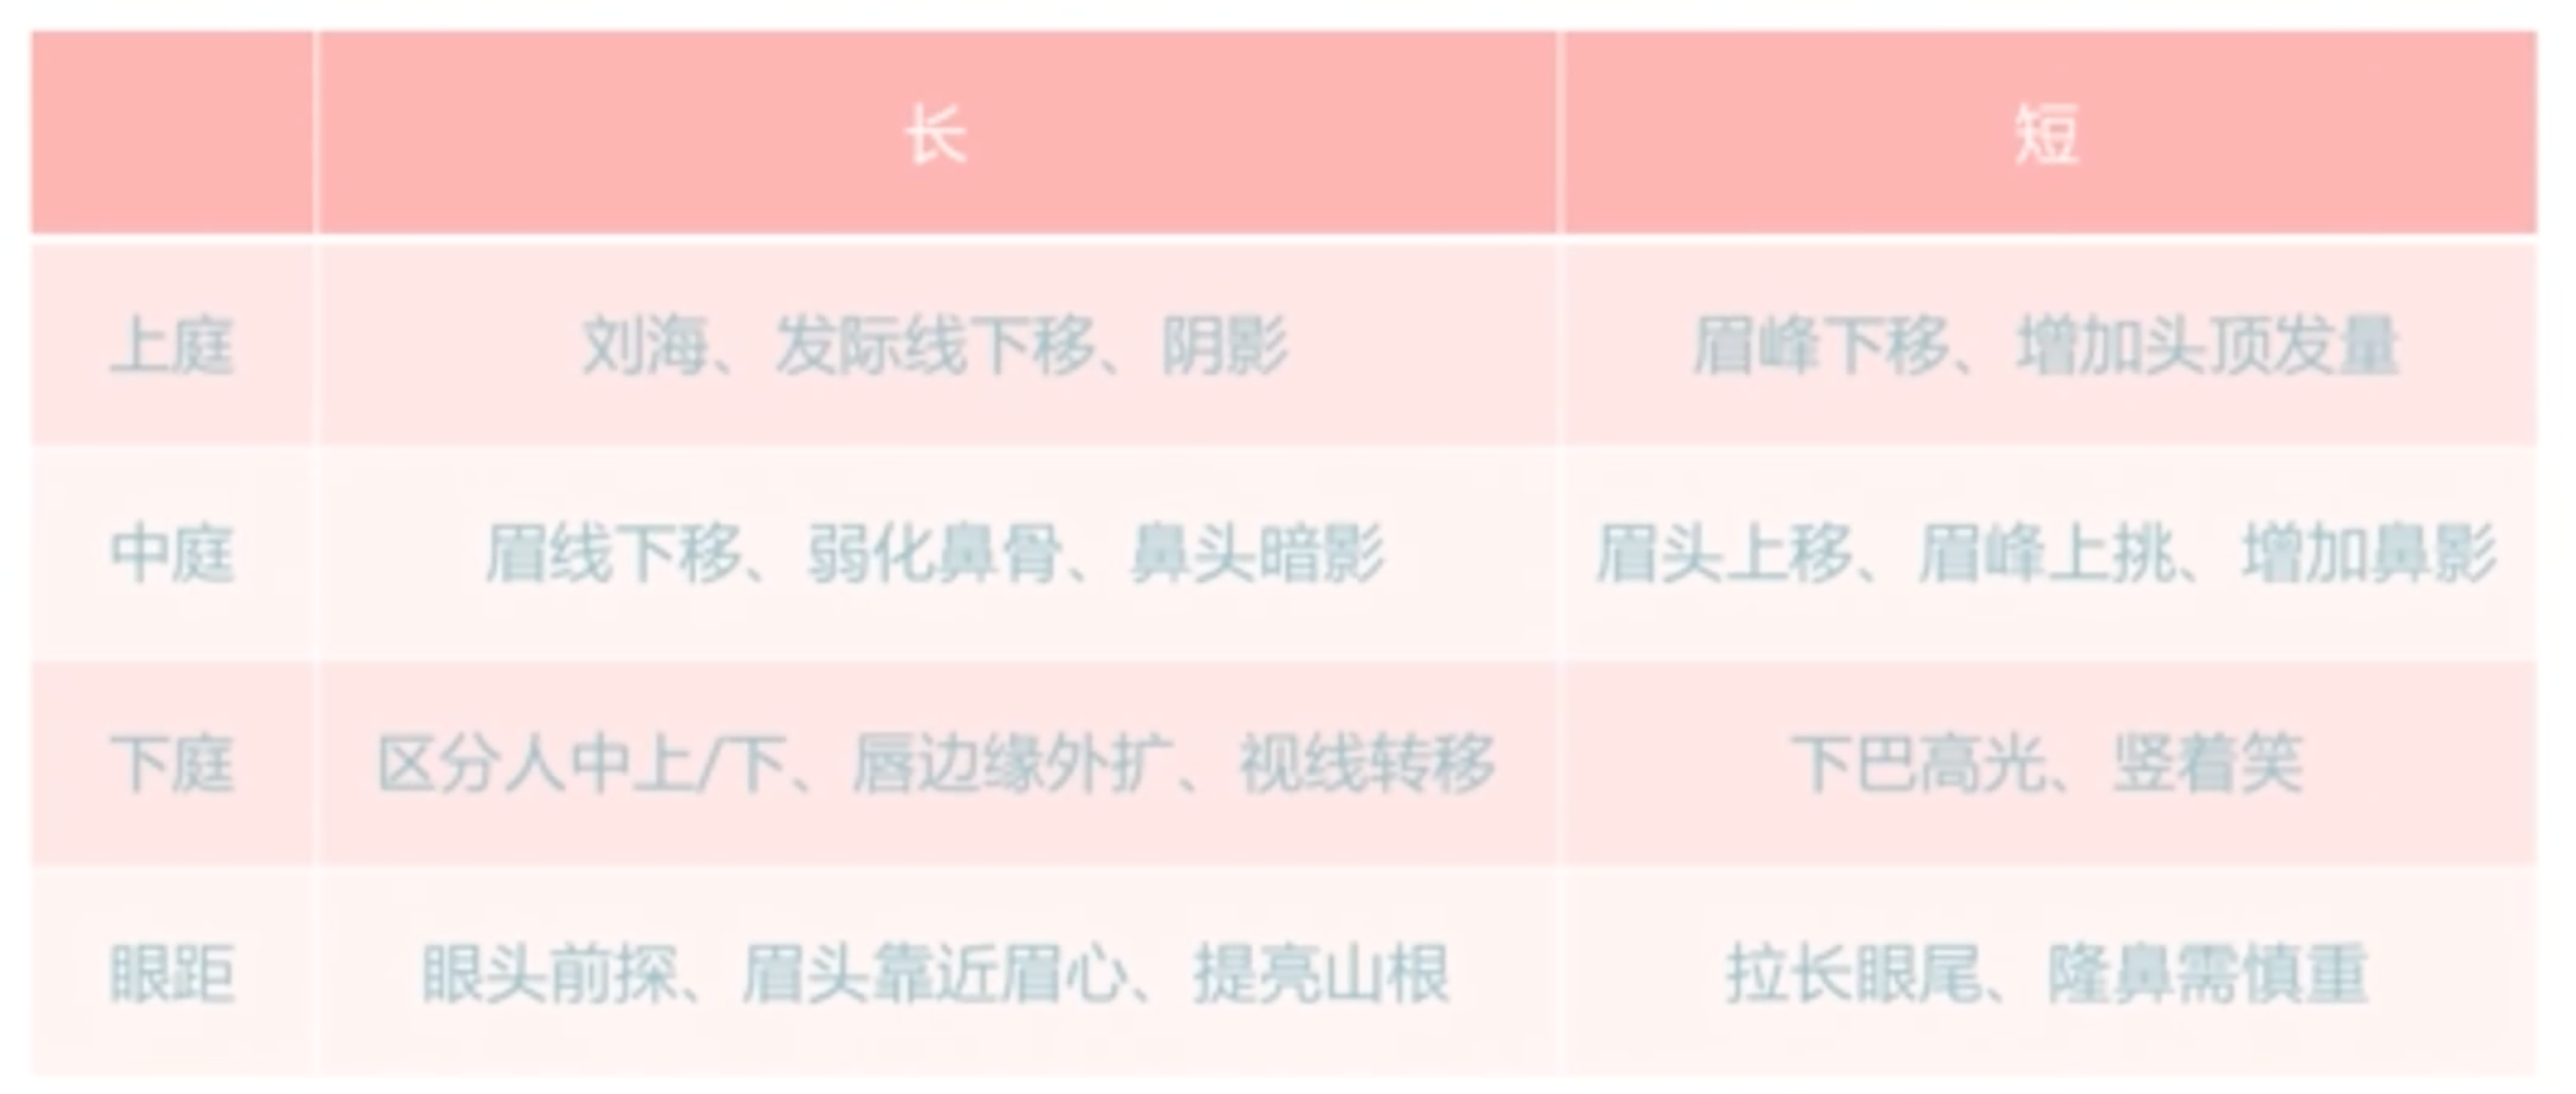 长 短
上庭 刘海、发际线下移、阴影 眉峰下移、增加头顶发量
中庭 眉线下移、弱化鼻骨、鼻头暗影 眉头上移、眉峰上挑、增加鼻影
下庭 区分人中上/下、唇边缘外扩、视线转移 下巴高光、竖着笑
眼距 眼头前探、眉头靠近眉心、提亮山根 拉长眼尾、隆鼻需慎重